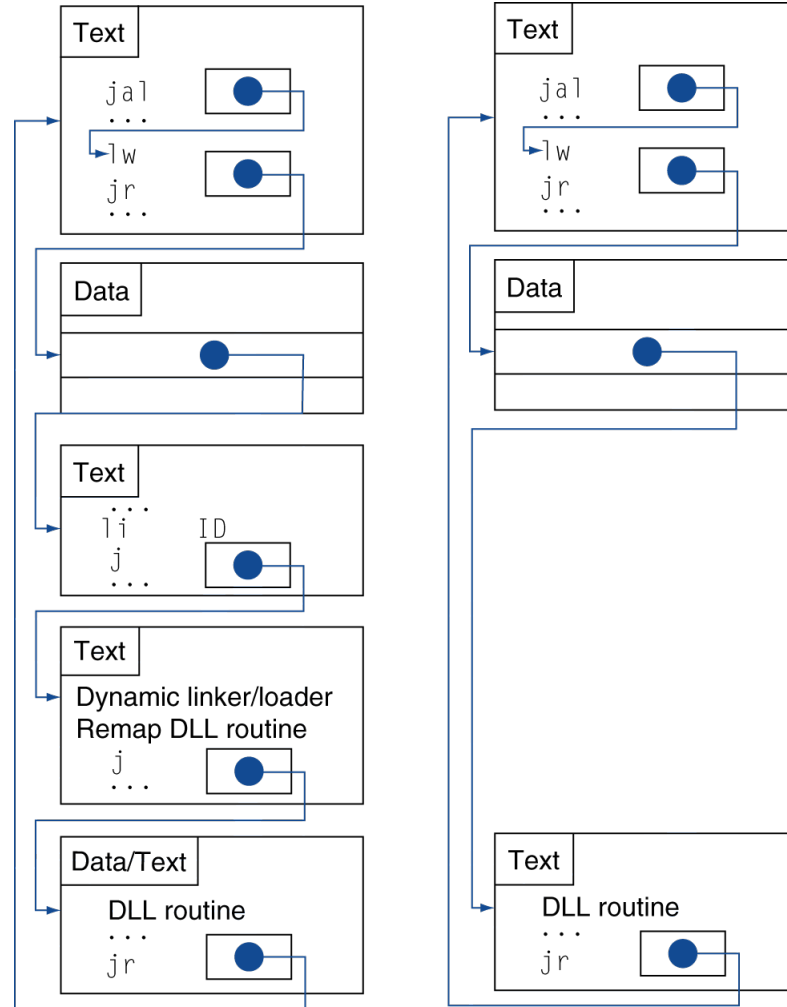 Text
jal
...
lw
jr
...
Data
Text
...
li ID
j
...
Text
Dynamic linker/loader
Remap DLL routine
j
...
Data/Text
DLL routine
...
jr
Text
jal
...
lw
jr
...
Data
Text
DLL routine
...
jr